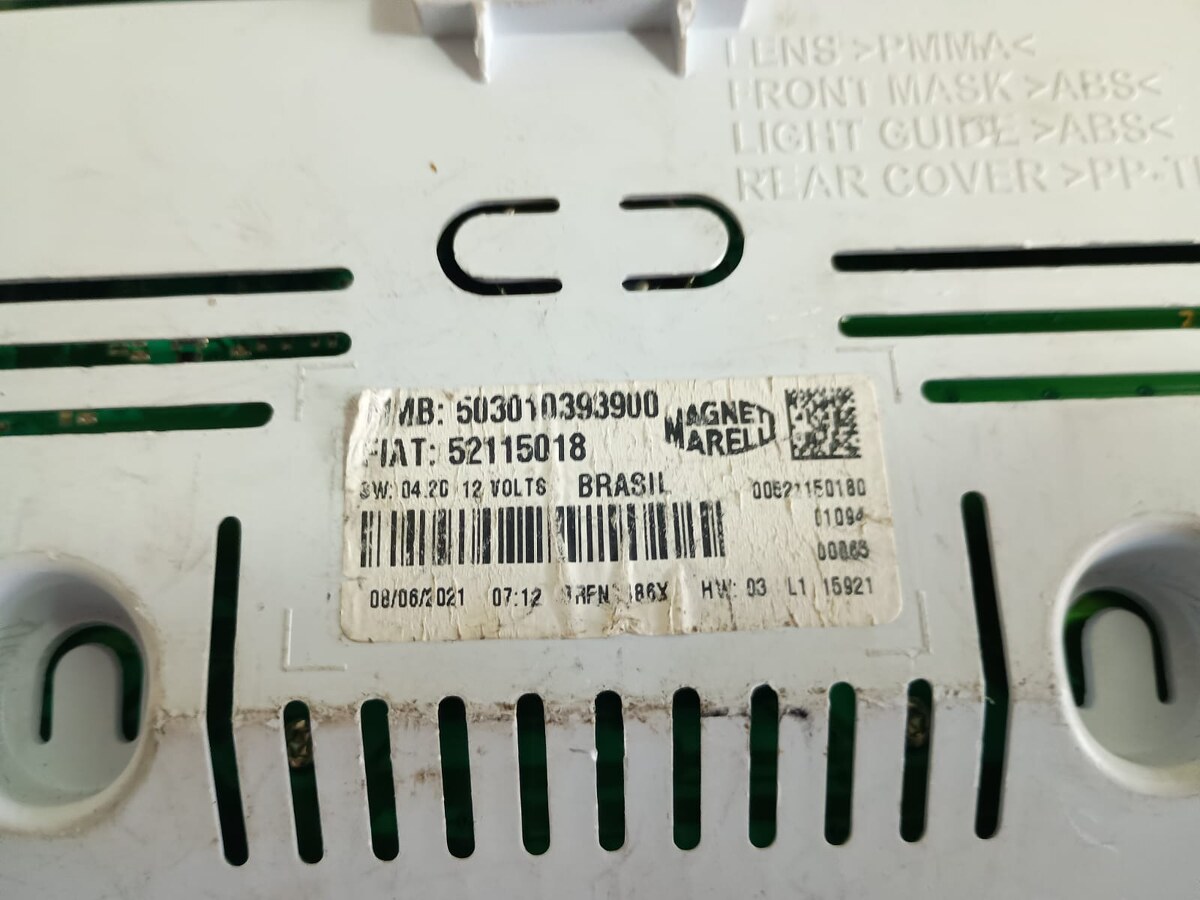 LENS >PMMA<
FRONT MASK >ABS<
LIGHT GUIDE >ABS<
REAR COVER >PP-T
MMB: 503010393900
MAGNETI
MARELLI
FIAT: 52115018
SW: 04.20 12 VOLTS BRASIL
00521150180
01094
00865
08/06/2021 07:12 HW: 03 L1 15921